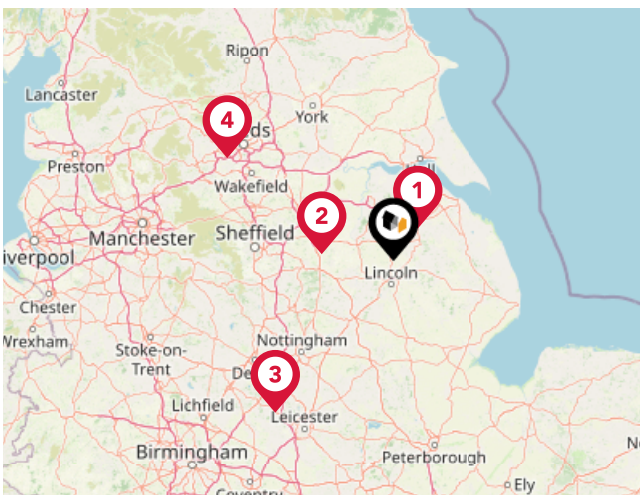 Ripon
Lancaster
York
4
ds
Preston
Wakefield
1
2
Sheffield
Manchester
iverpool
Lincoln
Chester
Wrexham
Nottingham
Stoke-on-
Trent
De
3
Lichfield
Leicester
Birmingham
Peterborough
Coventry
Ely
N